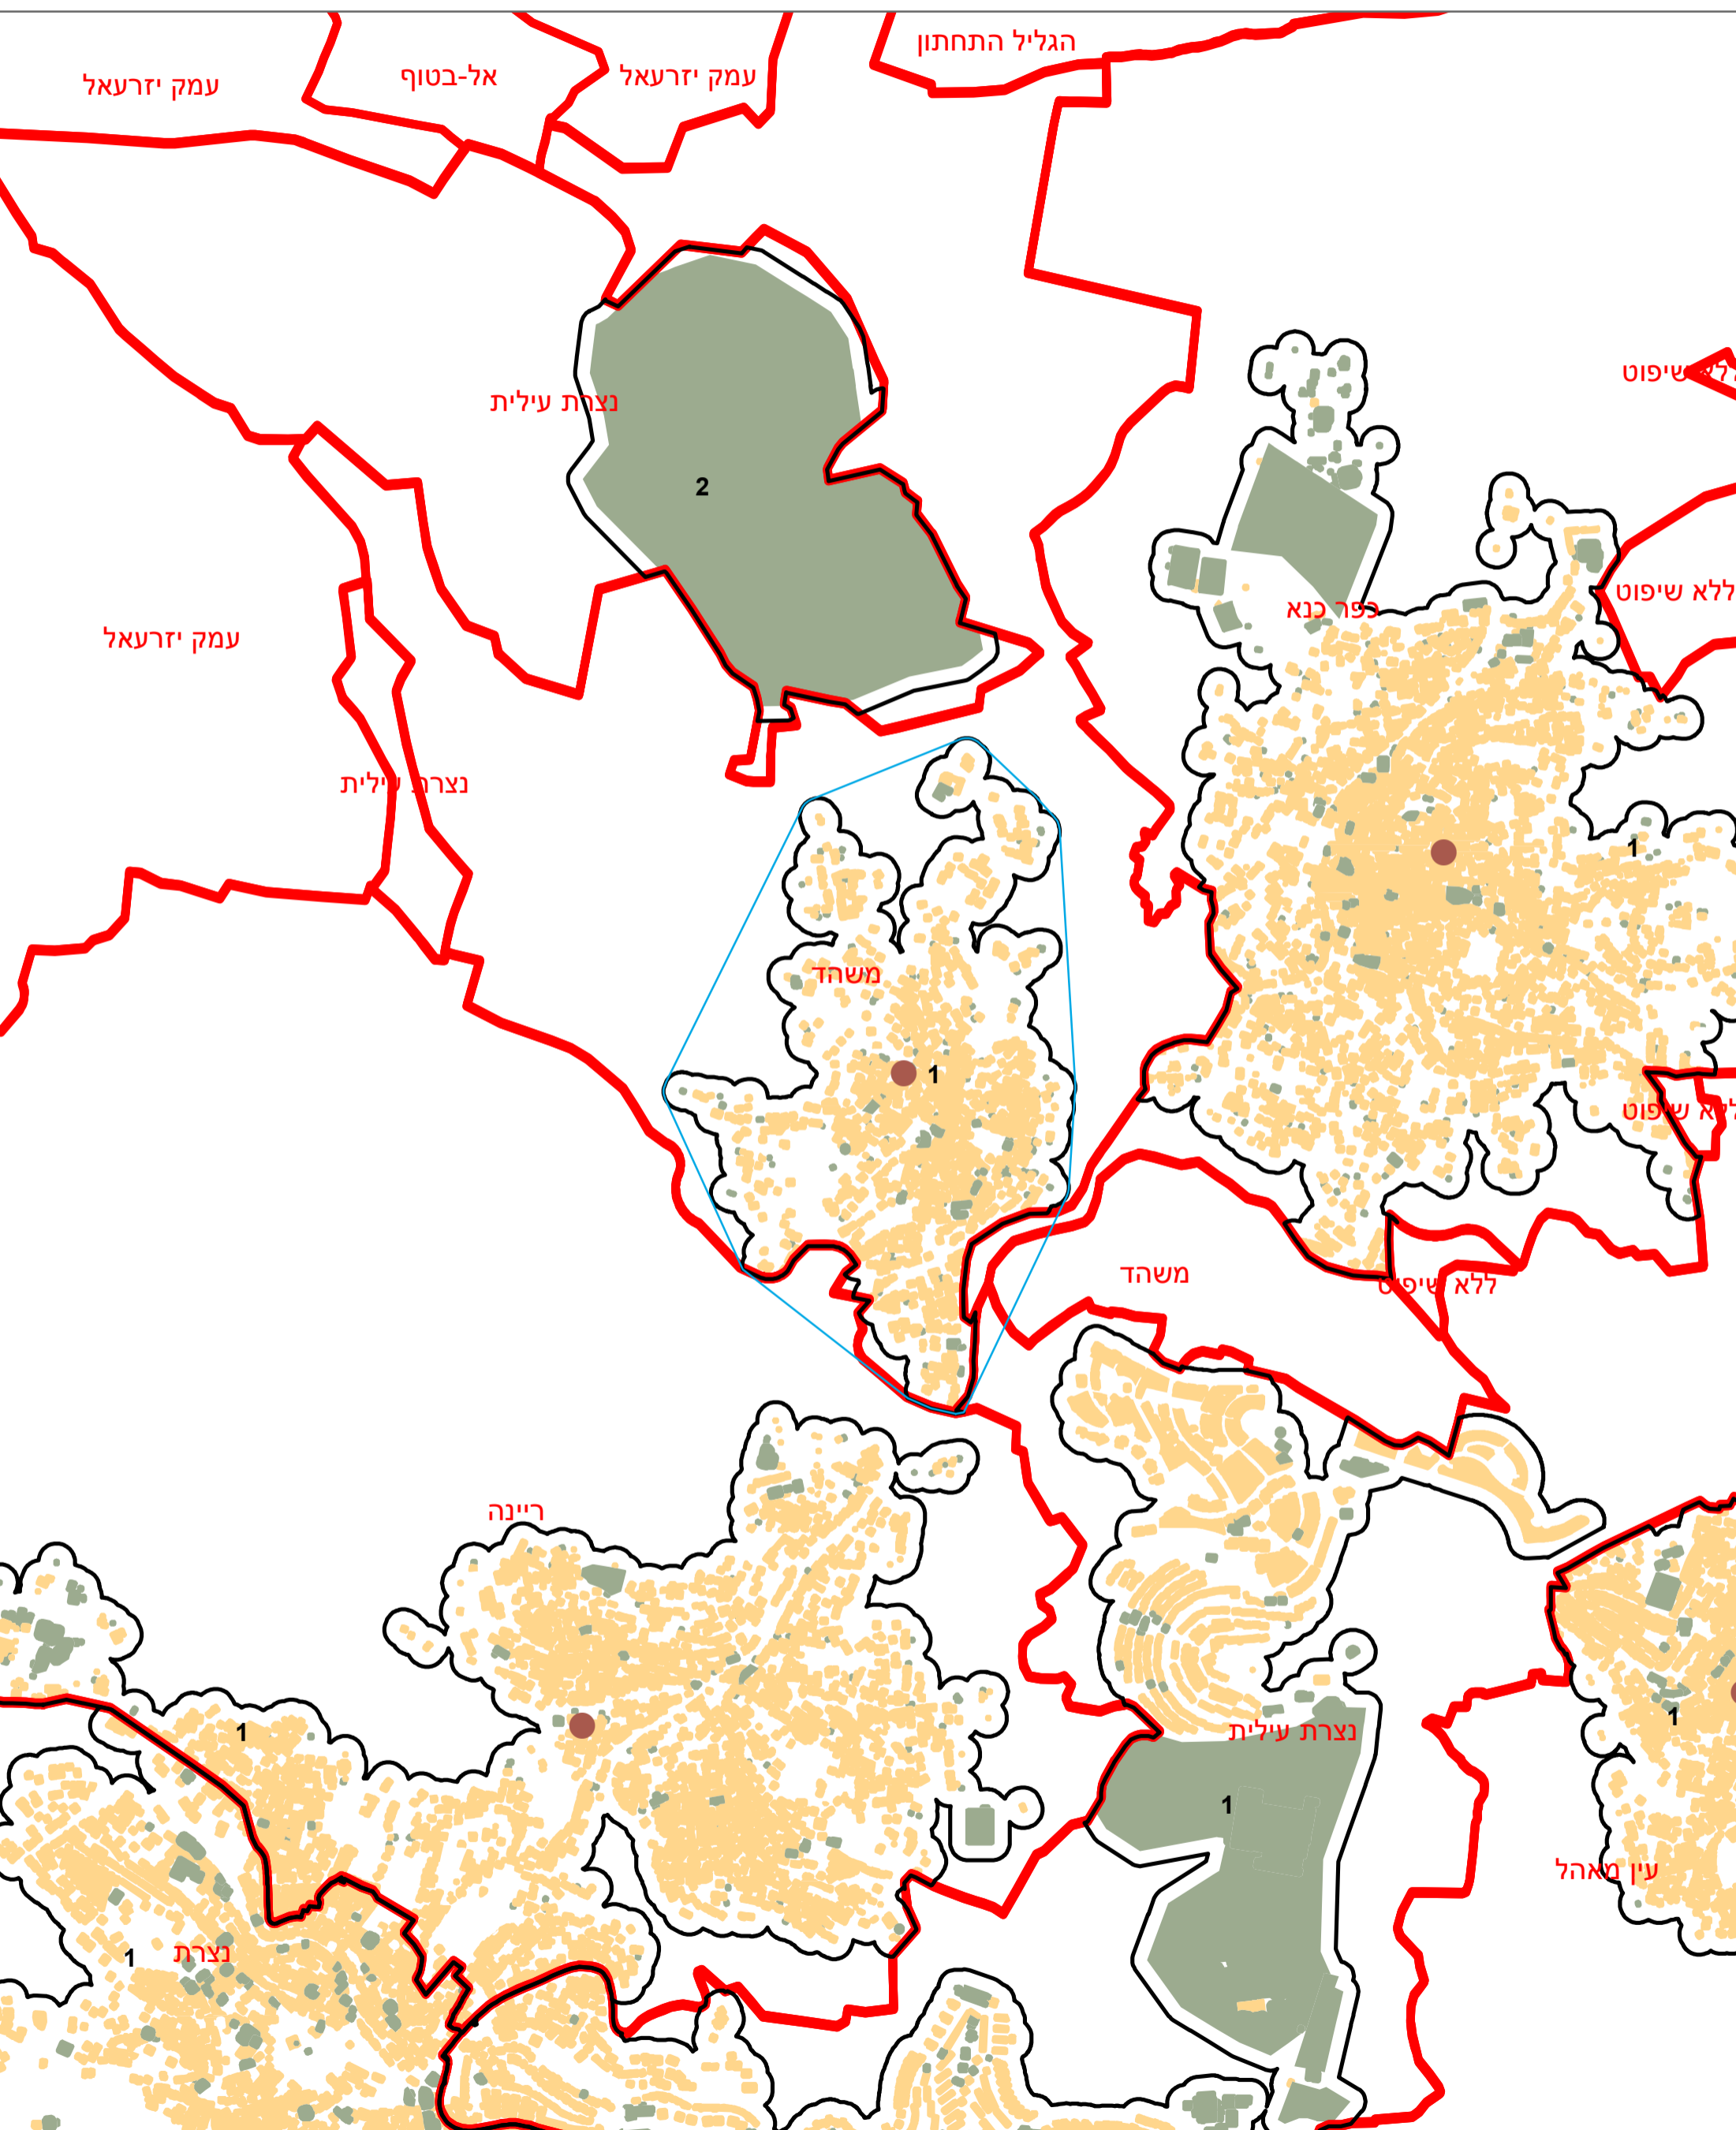 הגליל התחתון
עמק יזרעאל
אל-בטוף
עמק יזרעאל
ללא שיפוט
נצרת עילית
2
ללא שיפוט
כפר כנא
עמק יזרעאל
נצרת עילית
1
משהד
1
ללא שיפוט
משהד
ללא שיפוט
ריינה
1
נצרת עילית
1
1
עין מאהל
נצרת
1